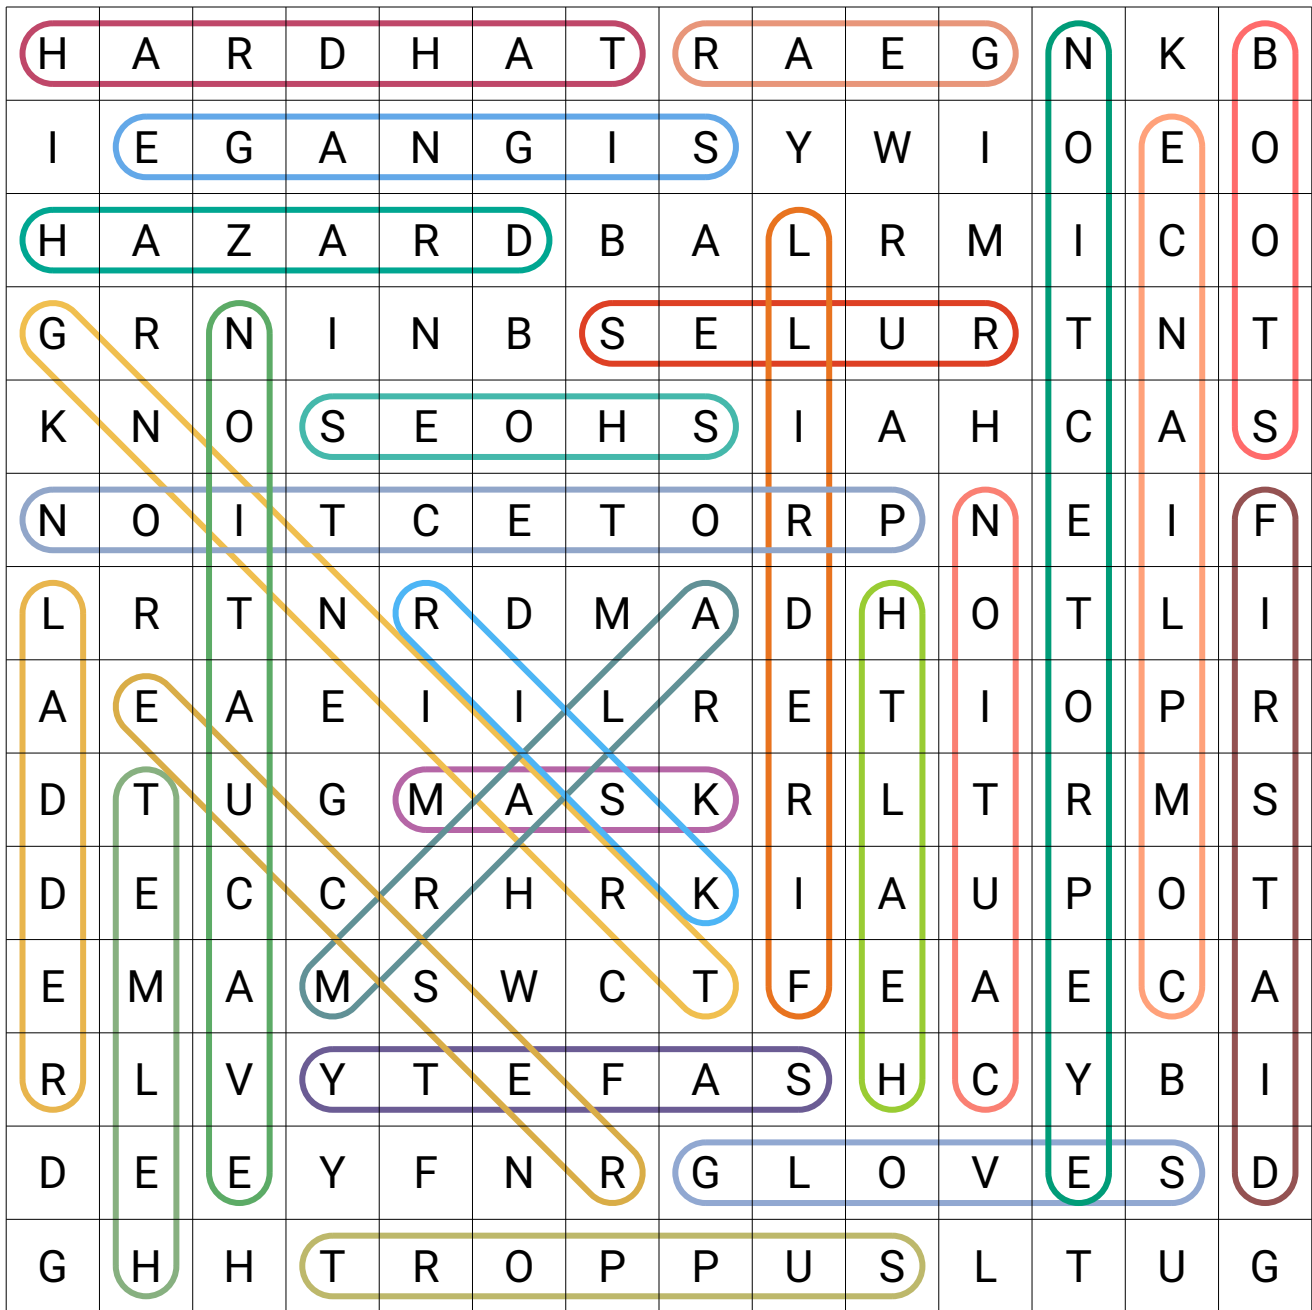 H A R D H A T R A E G N K B
I E G A N G I S Y W I O E O
H A Z A R D B A L R M I C O
G R N I N B S E L U R T N T
K N O S E O H S I A H C A S
N O I T C E T O R P N E I F
L R T N R D M A D H O T L I
A E A E I I L R E T I O P R
D T U G M A S K R L T R M S
D E C C R H R K I A U P O T
E M A M S W C T F E A E C A
R L V Y T E F A S H C Y B I
D E E Y F N R G L O V E S D
G H H T R O P P U S L T U G